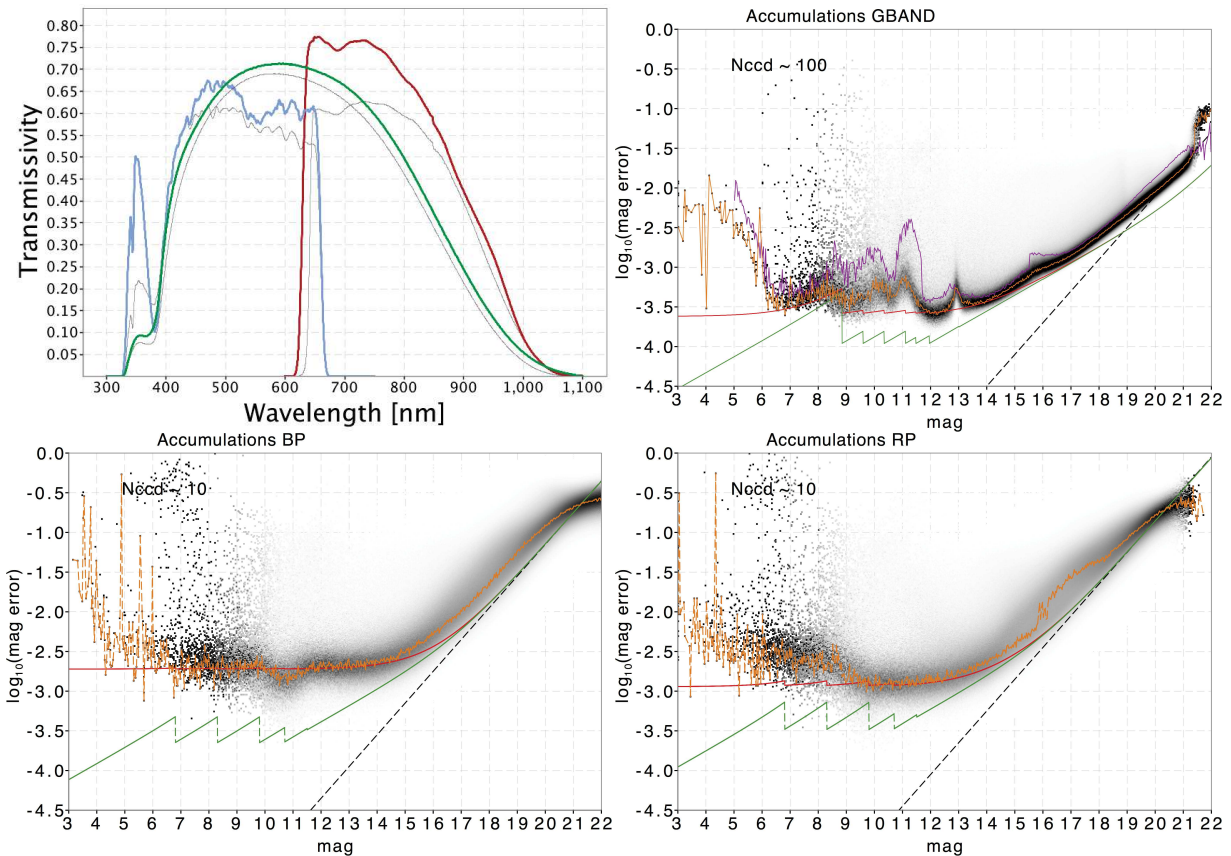 Transmissivity
0.80
0.75
0.70
0.65
0.60
0.55
0.50
0.45
0.40
0.35
0.30
0.25
0.20
0.15
0.10
0.05
300 400 500 600 700 800 900 1,000 1,100
Wavelength [nm]
Accumulations GBAND
Nccd ~ 100
log10(mag error)
0.0
-0.5
-1.0
-1.5
-2.0
-2.5
-3.0
-3.5
-4.0
-4.5
3 4 5 6 7 8 9 10 11 12 13 14 15 16 17 18 19 20 21 22
mag
Accumulations BP
Nccd ~ 10
log10(mag error)
0.0
-0.5
-1.0
-1.5
-2.0
-2.5
-3.0
-3.5
-4.0
-4.5
3 4 5 6 7 8 9 10 11 12 13 14 15 16 17 18 19 20 21 22
mag
Accumulations RP
Nccd ~ 10
log10(mag error)
0.0
-0.5
-1.0
-1.5
-2.0
-2.5
-3.0
-3.5
-4.0
-4.5
3 4 5 6 7 8 9 10 11 12 13 14 15 16 17 18 19 20 21 22
mag